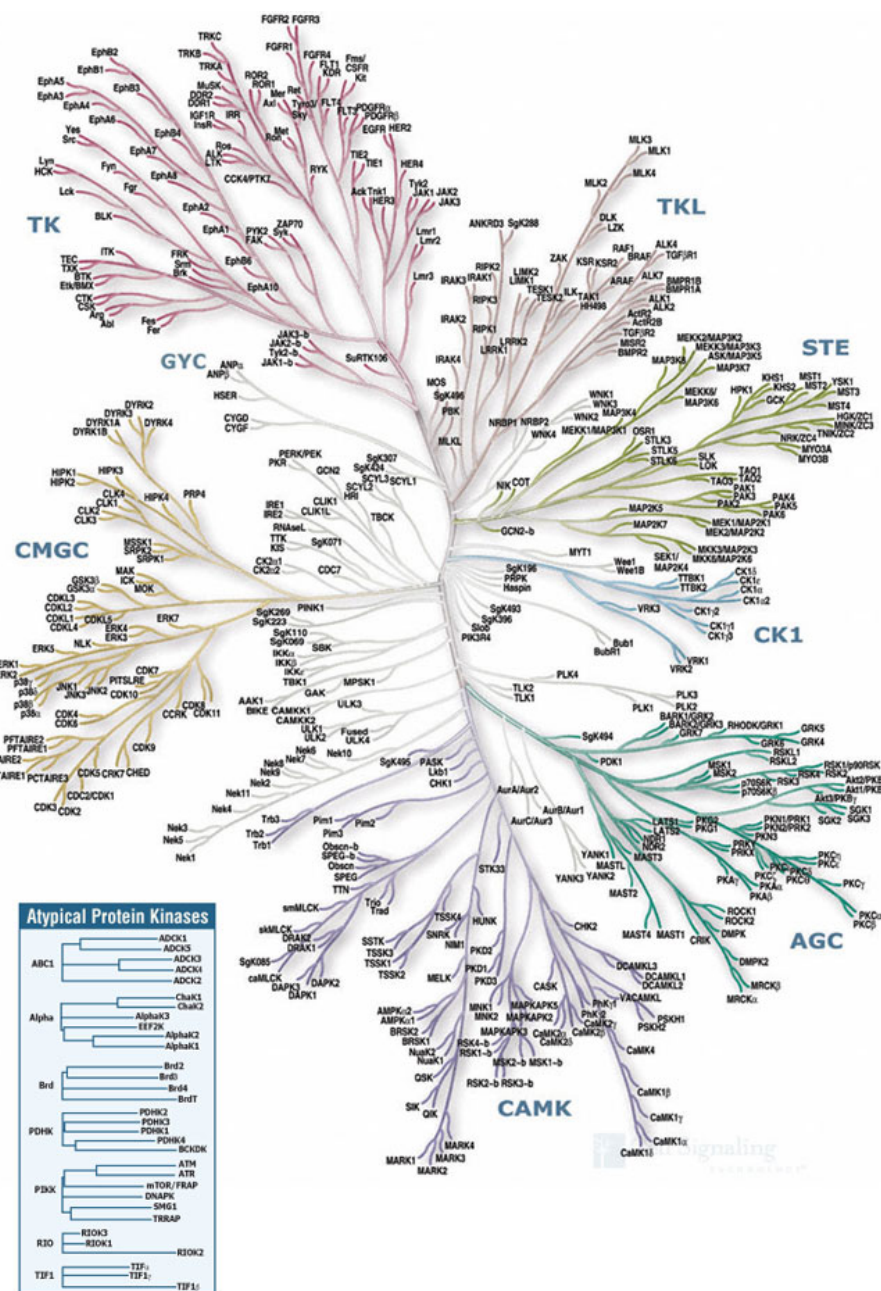 FGFR2 FGFR3
TRKC
FGFR1
TRKB
FGFR4
TRKA
FLT1
KDR
Fms/
CSFR
Kit
EphB2
EphB1
EphA5
EphA3
EphB3
EphA4
EphA6
MuSK
ROR2
ROR1
DDR2
DDR1
Mer
Ret
Axl
Tyro3/
Sky
FLT4
FLT3
PDGFRα
PDGFRβ
IGF1R
InsR
IRR
Yes
Src
EphB4
Met
Ron
EGFR
HER2
EphA7
Ros
ALK
LTK
TIE2
TIE1
Lyn
HCK
Fyn
EphA8
CCK4/PTK7
RYK
HER4
Lck
Fgr
Ack
Tnk1
HER3
Tyk2
JAK1
JAK2
JAK3
BLK
EphA2
TK
EphA1
PYK2
FAK
ZAP70
Syk
Lmr1
Lmr2
ITK
FRK
Srm
Brk
EphB6
TEC
TXK
BTK
Etk/BMX
EphA10
Lmr3
CTK
CSK
Arg
Abl
Fes
Fer
JAK3~b
JAK2~b
Tyk2~b
JAK1~b
SuRTK106
MLK3
MLK1
MLK4
MLK2
TKL
ANKRD3
SgK288
DLK
LZK
ZAK
RIPK2
IRAK3
IRAK1
LIMK2
LIMK1
KSR
KSR2
RAF1
BRAF
ALK4
TGFβR1
TESK1
TESK2
ILK
TAK1
HH498
ARAF
ALK7
BMPR1B
BMPR1A
RIPK3
ALK1
ALK2
IRAK2
RIPK1
ActR2
ActR2B
LRRK2
LRRK1
TGFβR2
MISR2
BMPR2
IRAK4
MOS
SgK496
PBK
MLKL
NRBP1
NRBP2
STE
MEKK2/MAP3K2
MEKK3/MAP3K3
ASK/MAP3K5
MAP3K8
MAP3K7
KHS1
MST1
HPK1
KHS2
MST2
YSK1
MST3
WNK1
WNK3
WNK2
MAP3K4
MEKK6/
MAP3K6
GCK
MST4
HGK/ZC1
MINK/ZC3
WNK4
MEKK1/MAP3K1
OSR1
STLK3
TNIK/ZC2
NRK/ZC4
MYO3A
MYO3B
STLK5
STLK6
SLK
LOK
TAO1
TAO2
TAO3
NIK
COT
PAK1
PAK3
PAK2
PAK4
PAK5
PAK6
MAP2K5
GCN2~b
MAP2K7
MEK1/MAP2K1
MEK2/MAP2K2
MKK3/MAP2K3
MKK6/MAP2K6
SEK1/
MAP2K4
MYT1
Wee1
Wee1B
GYC
ANPα
ANPβ
HSER
CYGD
CYGF
DYRK2
DYRK3
DYRK1A
DYRK1B
DYRK4
HIPK1
HIPK2
HIPK3
CLK4
CLK1
HIPK4
PRP4
CLK2
CLK3
CMGC
MSSK1
SRPK2
SRPK1
MAK
ICK
MOK
GSK3β
GSK3α
CDKL3
CDKL2
CDKL1
CDKL5
CDKL4
ERK7
ERK4
ERK3
ERK5
NLK
ERK1
p38γ
p38δ
p38β
p38α
JNK1
JNK3
JNK2
PITSLRE
CDK7
CDK10
CDK4
CDK6
CCRK
CDK8
CDK11
PFTAIRE2
PFTAIRE1
CDK9
PCTAIRE3
CDK5
CRK7
CHED
CDC2/CDK1
CDK3
CDK2
PERK/PEK
PKR
GCN2
SgK307
SgK424
SCYL3
SCYL2
SCYL1
HRI
IRE1
IRE2
CLIK1
CLIK1L
TBCK
RNAseL
TTK
KIS
SgK071
CK2α1
CK2α2
CDC7
SgK269
SgK223
PINK1
SgK110
SgK069
SBK
IKKα
IKKβ
IKKε
TBK1
MPSK1
GAK
AAK1
BIKE
CAMKK1
CAMKK2
ULK3
ULK1
ULK2
Fused
ULK4
Nek6
Nek7
Nek10
Nek8
Nek9
Nek2
Nek11
Nek4
Nek3
Nek5
Nek1
SgK196
PRPK
Haspin
SgK493
SgK396
Slob
PIK3R4
TTBK1
TTBK2
CK1δ
CK1ε
CK1α
CK1α2
VRK3
CK1γ2
CK1γ1
CK1γ3
CK1
Bub1
BubR1
VRK1
VRK2
PLK4
TLK2
TLK1
PLK3
PLK2
PLK1
SgK494
PDK1
BARK1/GRK2
BARK2/GRK3
GRK7
RHODK/GRK1
GRK5
GRK6
GRK4
RSKL1
RSKL2
MSK1
MSK2
p70S6K
p70S6Kβ
RSK3
RSK4
RSK2
RSK1/p90RSK
LATS1
LATS2
NDR1
NDR2
MAST3
MASTL
PKG2
PKG1
PRKY
PRKX
PKN3
PKN1/PRK1
PKN2/PRK2
SGK1
SGK2
SGK3
YANK1
YANK2
YANK3
MAST2
PKAγ
PKAα
PKAβ
MAST4
MAST1
ROCK1
ROCK2
CRIK
DMPK
DMPK2
MRCKβ
MRCKα
AGC
SgK495
PASK
Lkb1
CHK1
AurA/Aur2
AurB/Aur1
AurC/Aur3
Trb3
Trb2
Trb1
Pim1
Pim2
Pim3
Obscn~b
SPEG~b
Obscn
SPEG
TTN
STK33
smMLCK
Trio
Trad
TSSK4
HUNK
CHK2
skMLCK
DRAK2
DRAK1
SSTK
SNRK
NIM1
TSSK3
TSSK1
TSSK2
SgK085
caMLCK
DAPK3
DAPK2
DAPK1
PKD2
PKD1
PKD3
MELK
CASK
DCAMKL3
DCAMKL1
DCAMKL2
MNK1
MNK2
MAPKAPK5
MAPKAPK2
MAPKAPK3
PhKγ1
PhKγ2
VACAMKL
PSKH1
PSKH2
AMPKα2
AMPKα1
BRSK2
BRSK1
NuaK2
NuaK1
RSK4~b
RSK1~b
CaMK2α
CaMK2δ
CaMK2γ
CaMK2β
MSK2~b
MSK1~b
RSK2~b
RSK3~b
CaMK4
QSK
SIK
QIK
CAMK
CaMK1β
CaMK1γ
CaMK1α
CaMK1δ
MARK4
MARK3
MARK1
MARK2
Signaling
Atypical Protein Kinases
ABC1
ADCK1
ADCK5
ADCK3
ADCK4
ADCK2
Alpha
ChaK1
ChaK2
AlphaK3
EEF2K
AlphaK2
AlphaK1
Brd
Brd2
Brd3
Brd4
BrdT
PDHK
PDHK2
PDHK3
PDHK1
PDHK4
BCKDK
PIKK
ATM
ATR
mTOR/FRAP
DNAPK
SMG1
TRRAP
RIO
RIOK3
RIOK1
RIOK2
TIF1
TIFα
TIF1γ
TIF1β